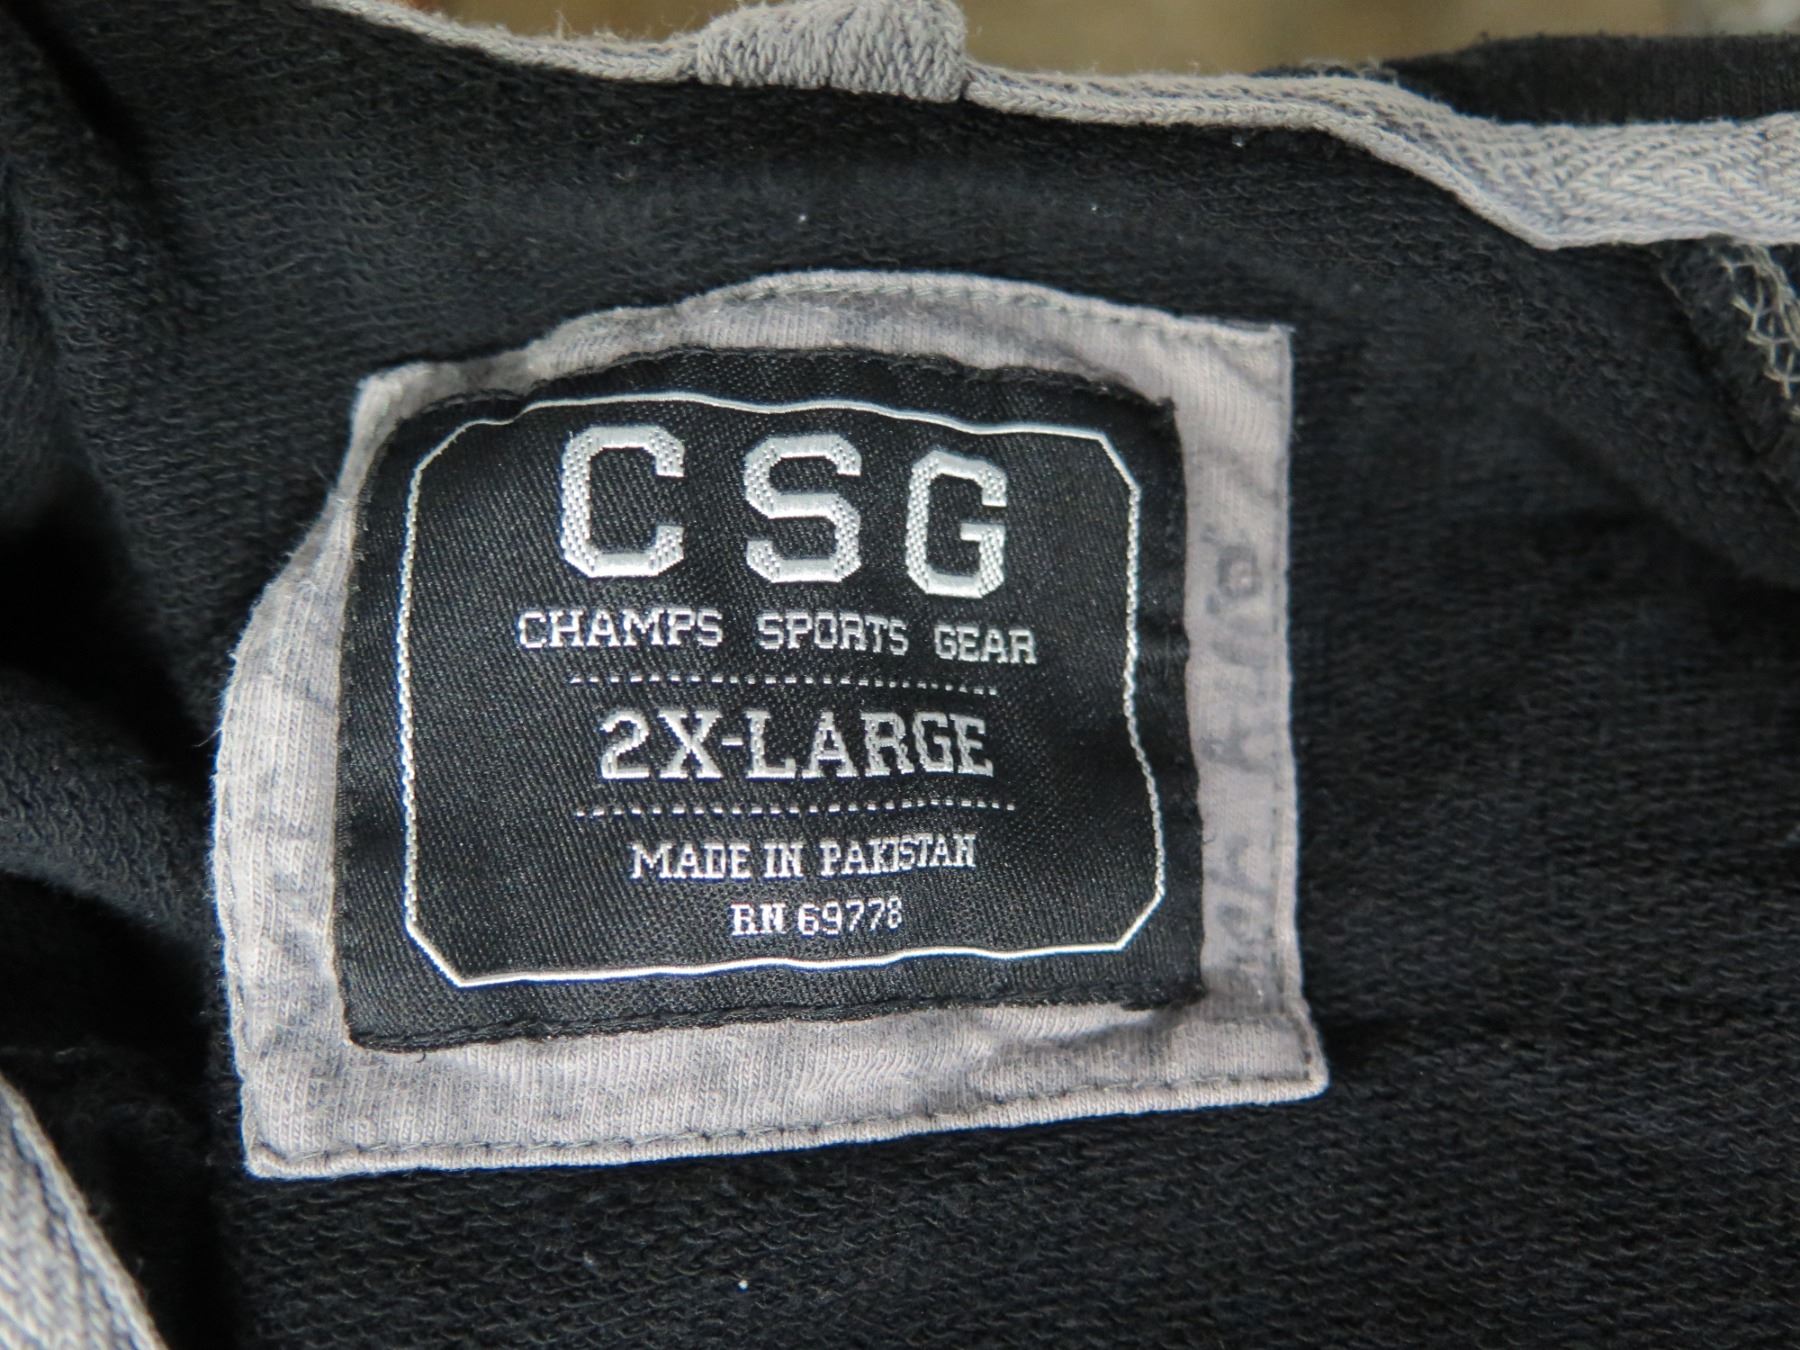 CSG
CHAMPS SPORTS GEAR
2X-LARGE
MADE IN PAKISTAN
RN 69778